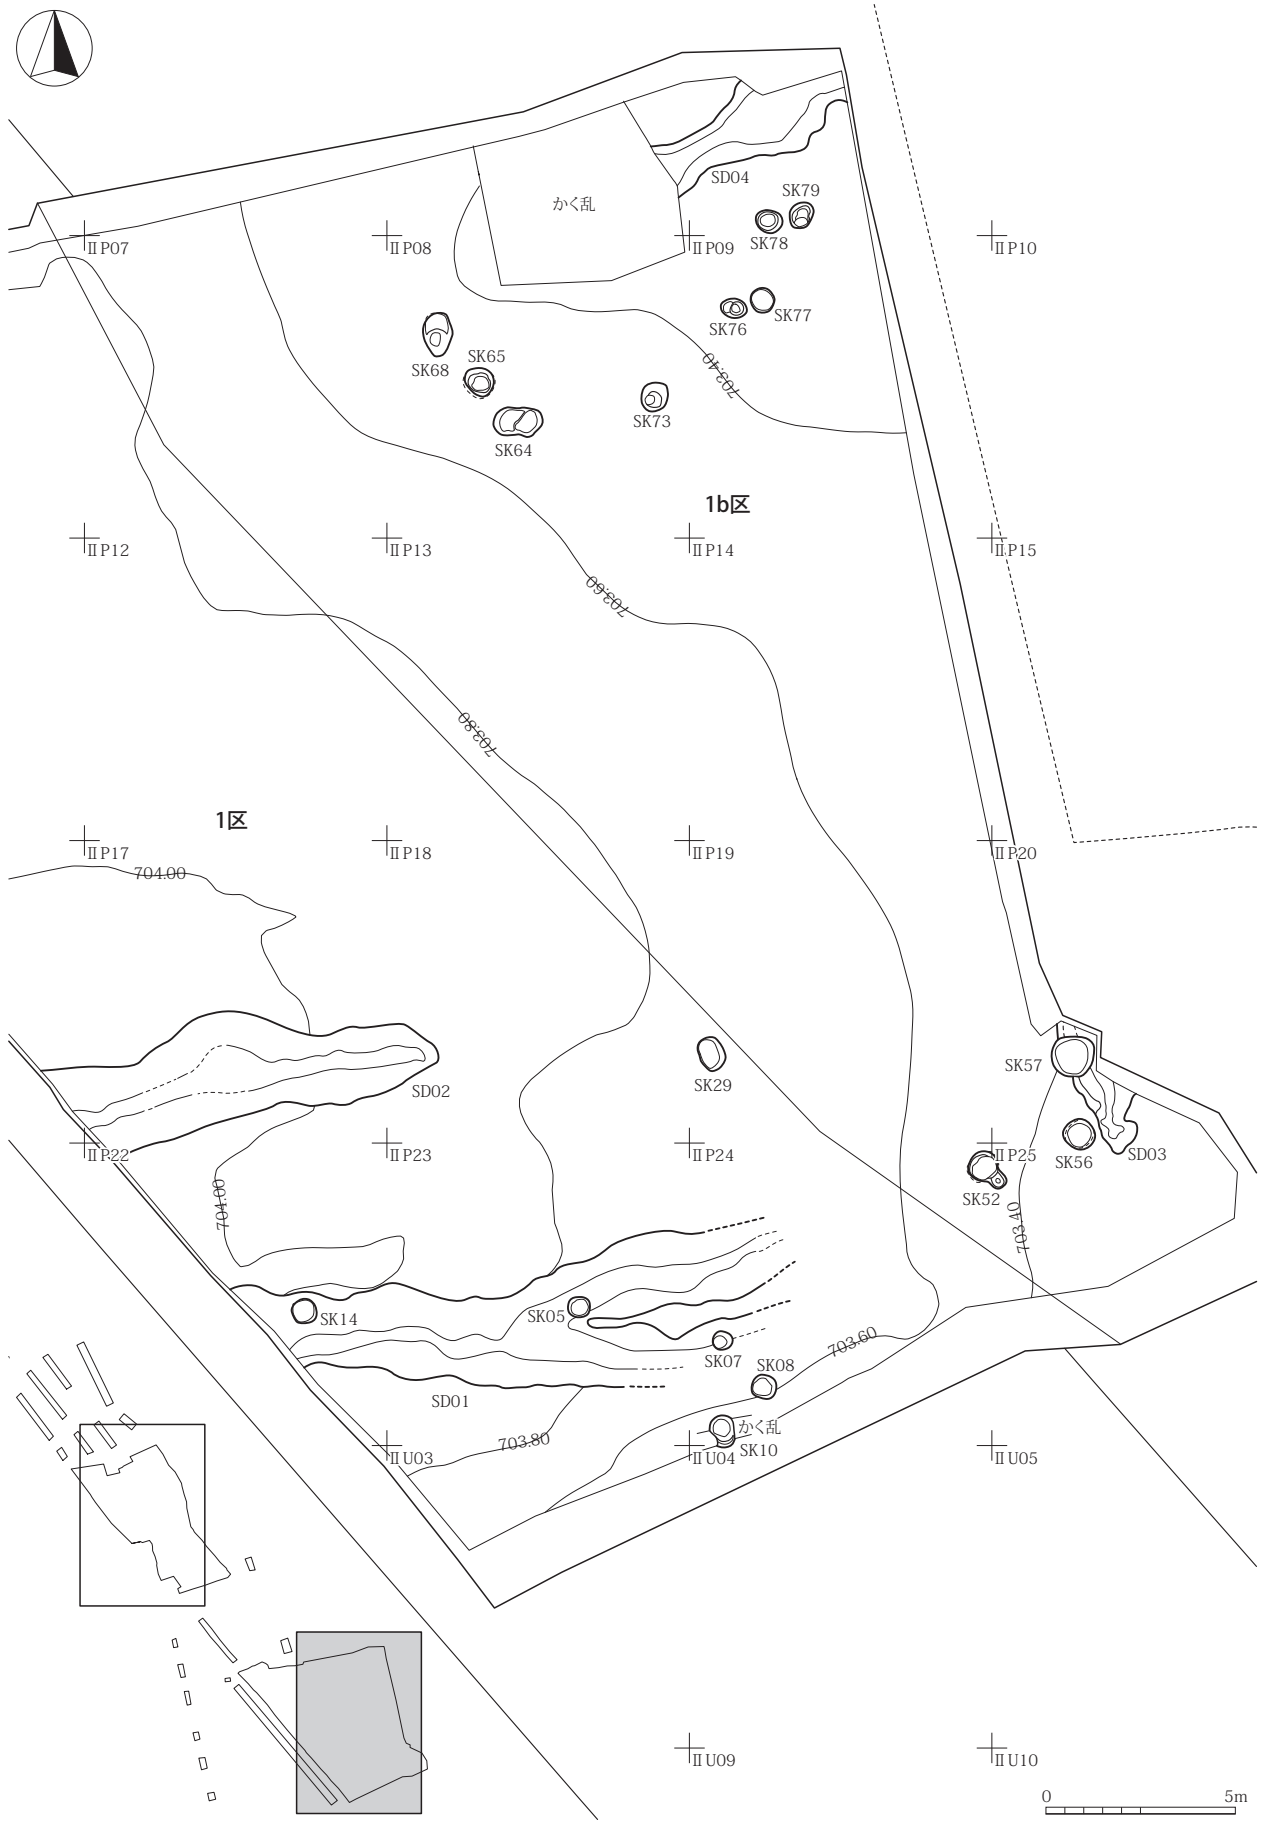 かく乱
SD04
SK79
SK78
ⅡP07
ⅡP08
ⅡP09
ⅡP10
SK77
SK76
SK68
SK65
703.40
SK73
SK64
1b区
ⅡP12
ⅡP13
ⅡP14
ⅡP15
703.60
703.80
1区
ⅡP17
ⅡP18
ⅡP19
ⅡP20
704.00
SK57
SD02
SK29
ⅡP22
ⅡP23
ⅡP24
ⅡP25
SK56
SD03
SK52
704.00
703.40
SK14
SK05
SK07
703.60
SK08
SD01
かく乱
703.80
SK10
ⅡU03
ⅡU04
ⅡU05
ⅡU09
ⅡU10
0 5m